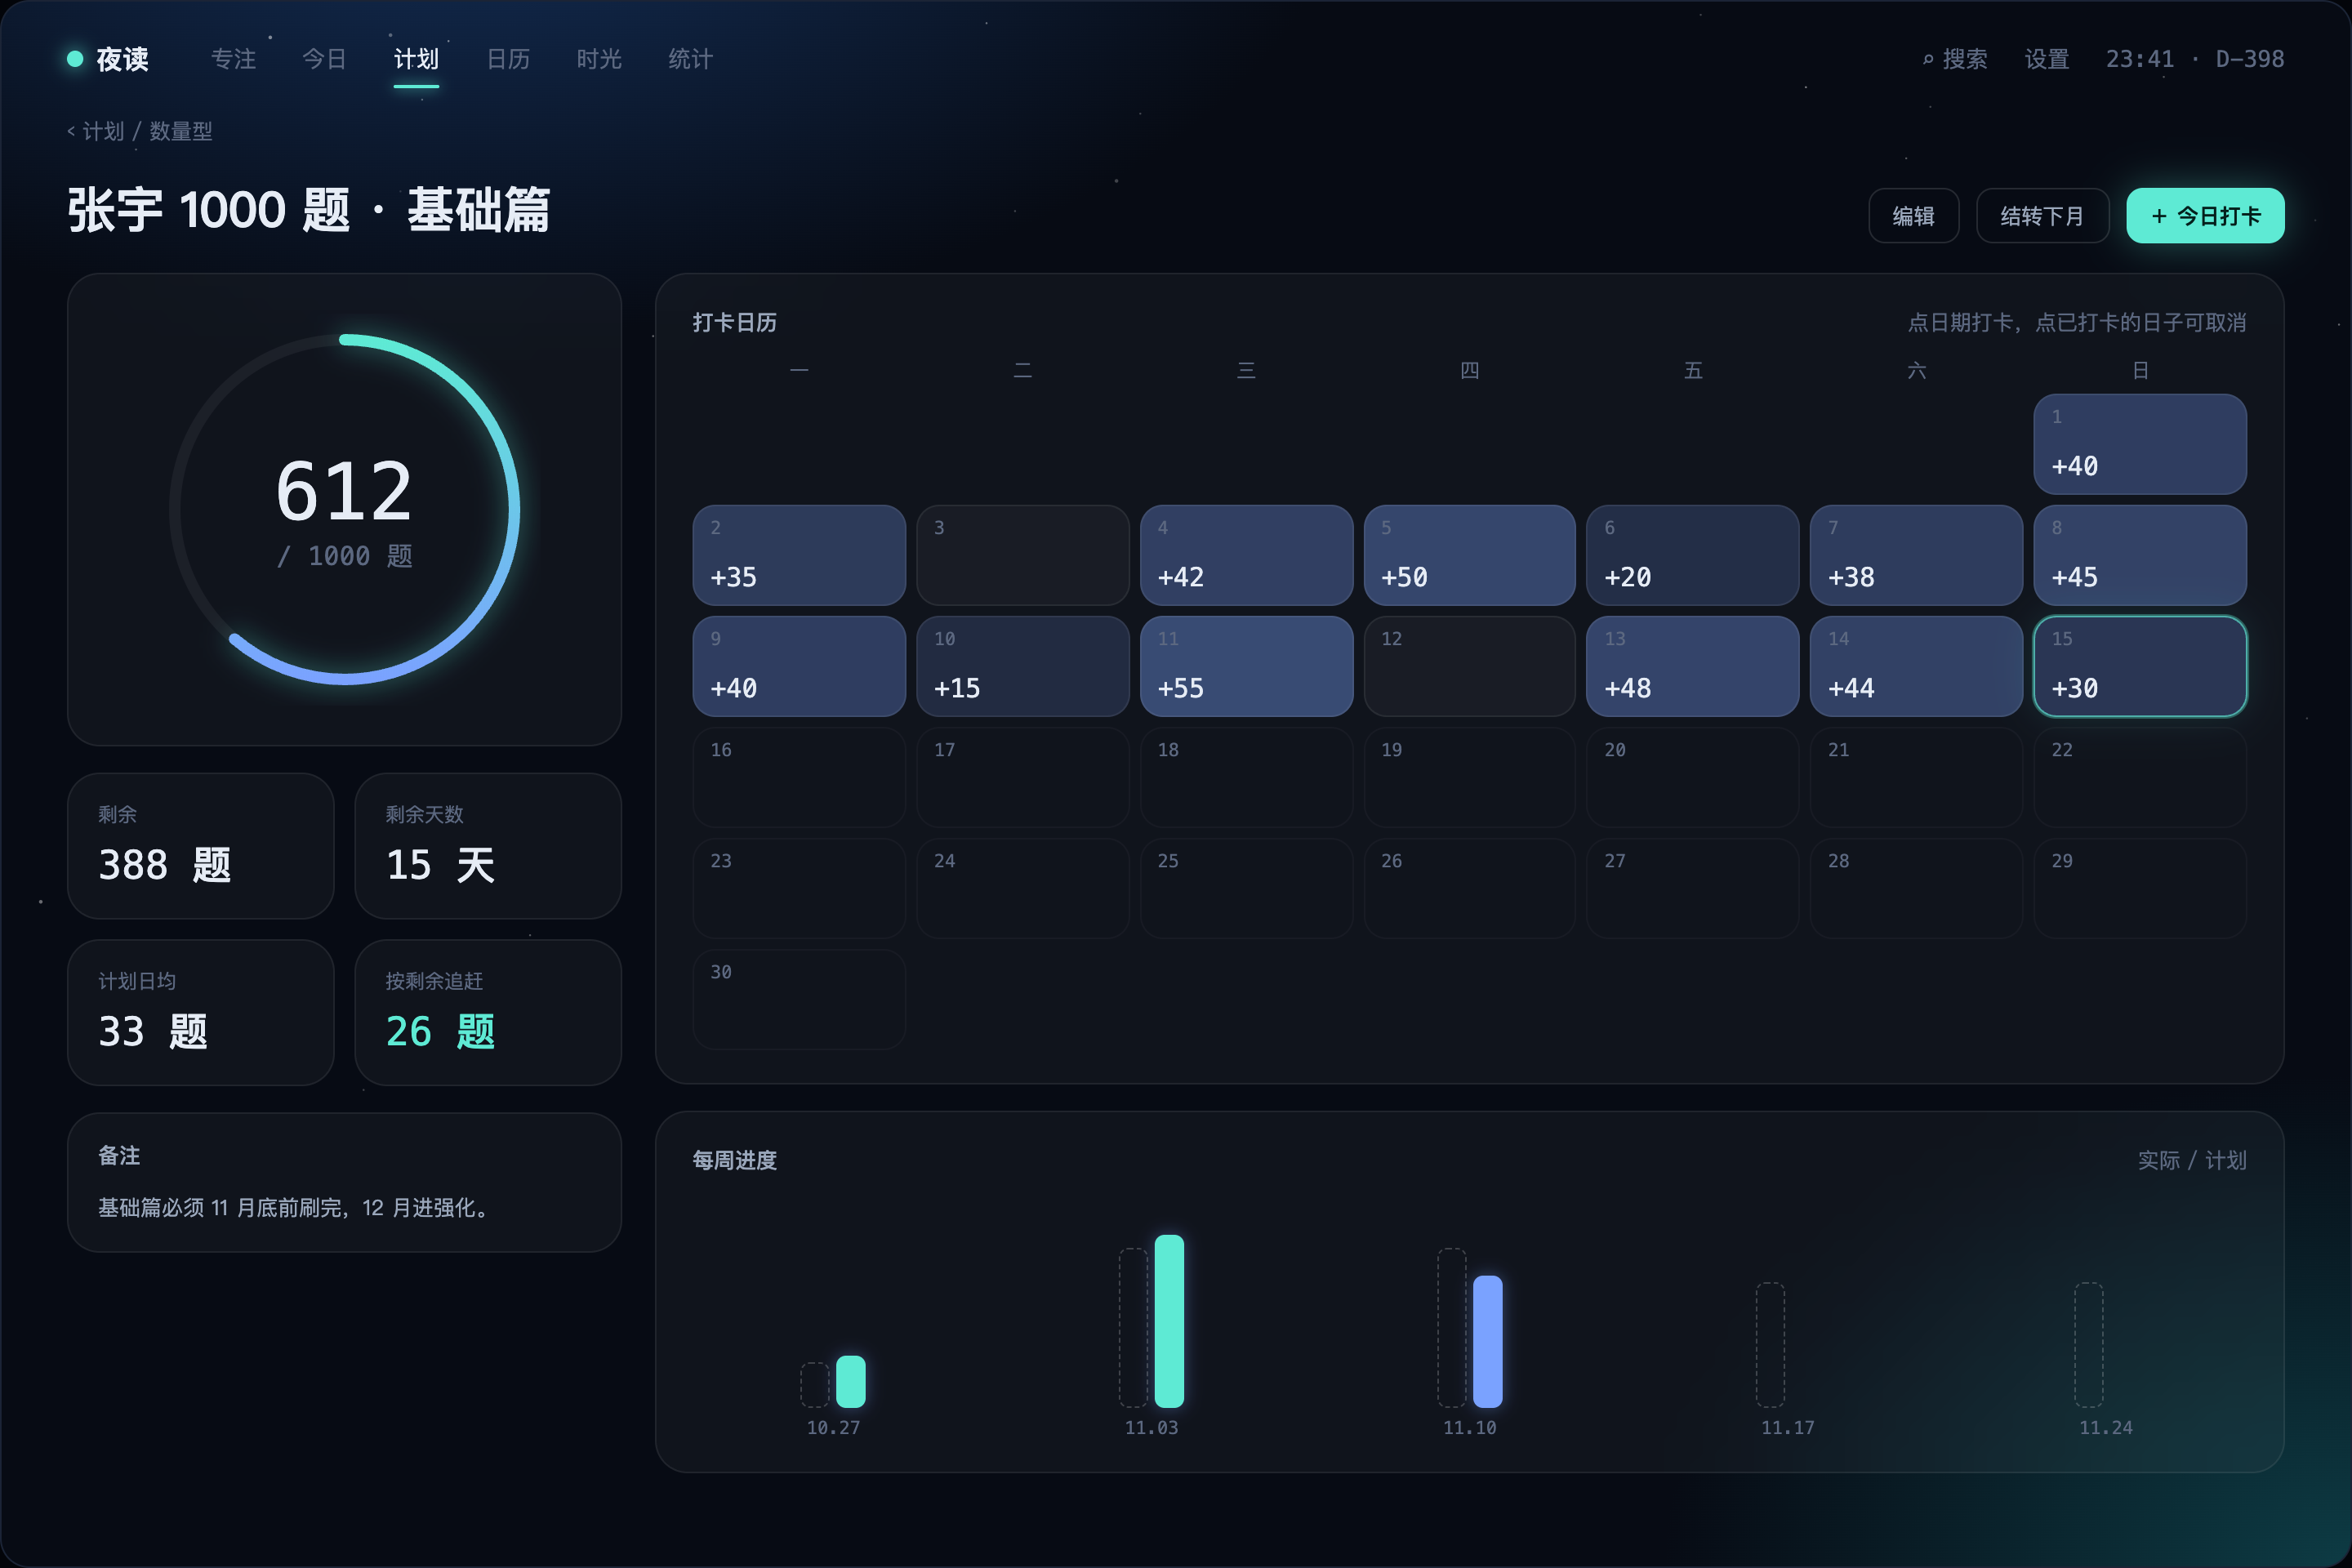 夜读 专注 今日 计划 日历 时光 统计 搜索 设置 23:41 · D-398
‹ 计划 / 数量型
张宇 1000 题 · 基础篇
编辑 结转下月 + 今日打卡
612
/ 1000 题
剩余
388 题
剩余天数
15 天
计划日均
33 题
按剩余追赶
26 题
备注
基础篇必须 11 月底前刷完，12 月进强化。
打卡日历 点日期打卡，点已打卡的日子可取消
一 二 三 四 五 六 日
1
+40
2 3 4 5 6 7 8
+35 +42 +50 +20 +38 +45
9 10 11 12 13 14 15
+40 +15 +55 +48 +44 +30
16 17 18 19 20 21 22
23 24 25 26 27 28 29
30
每周进度 实际 / 计划
10.27 11.03 11.10 11.17 11.24